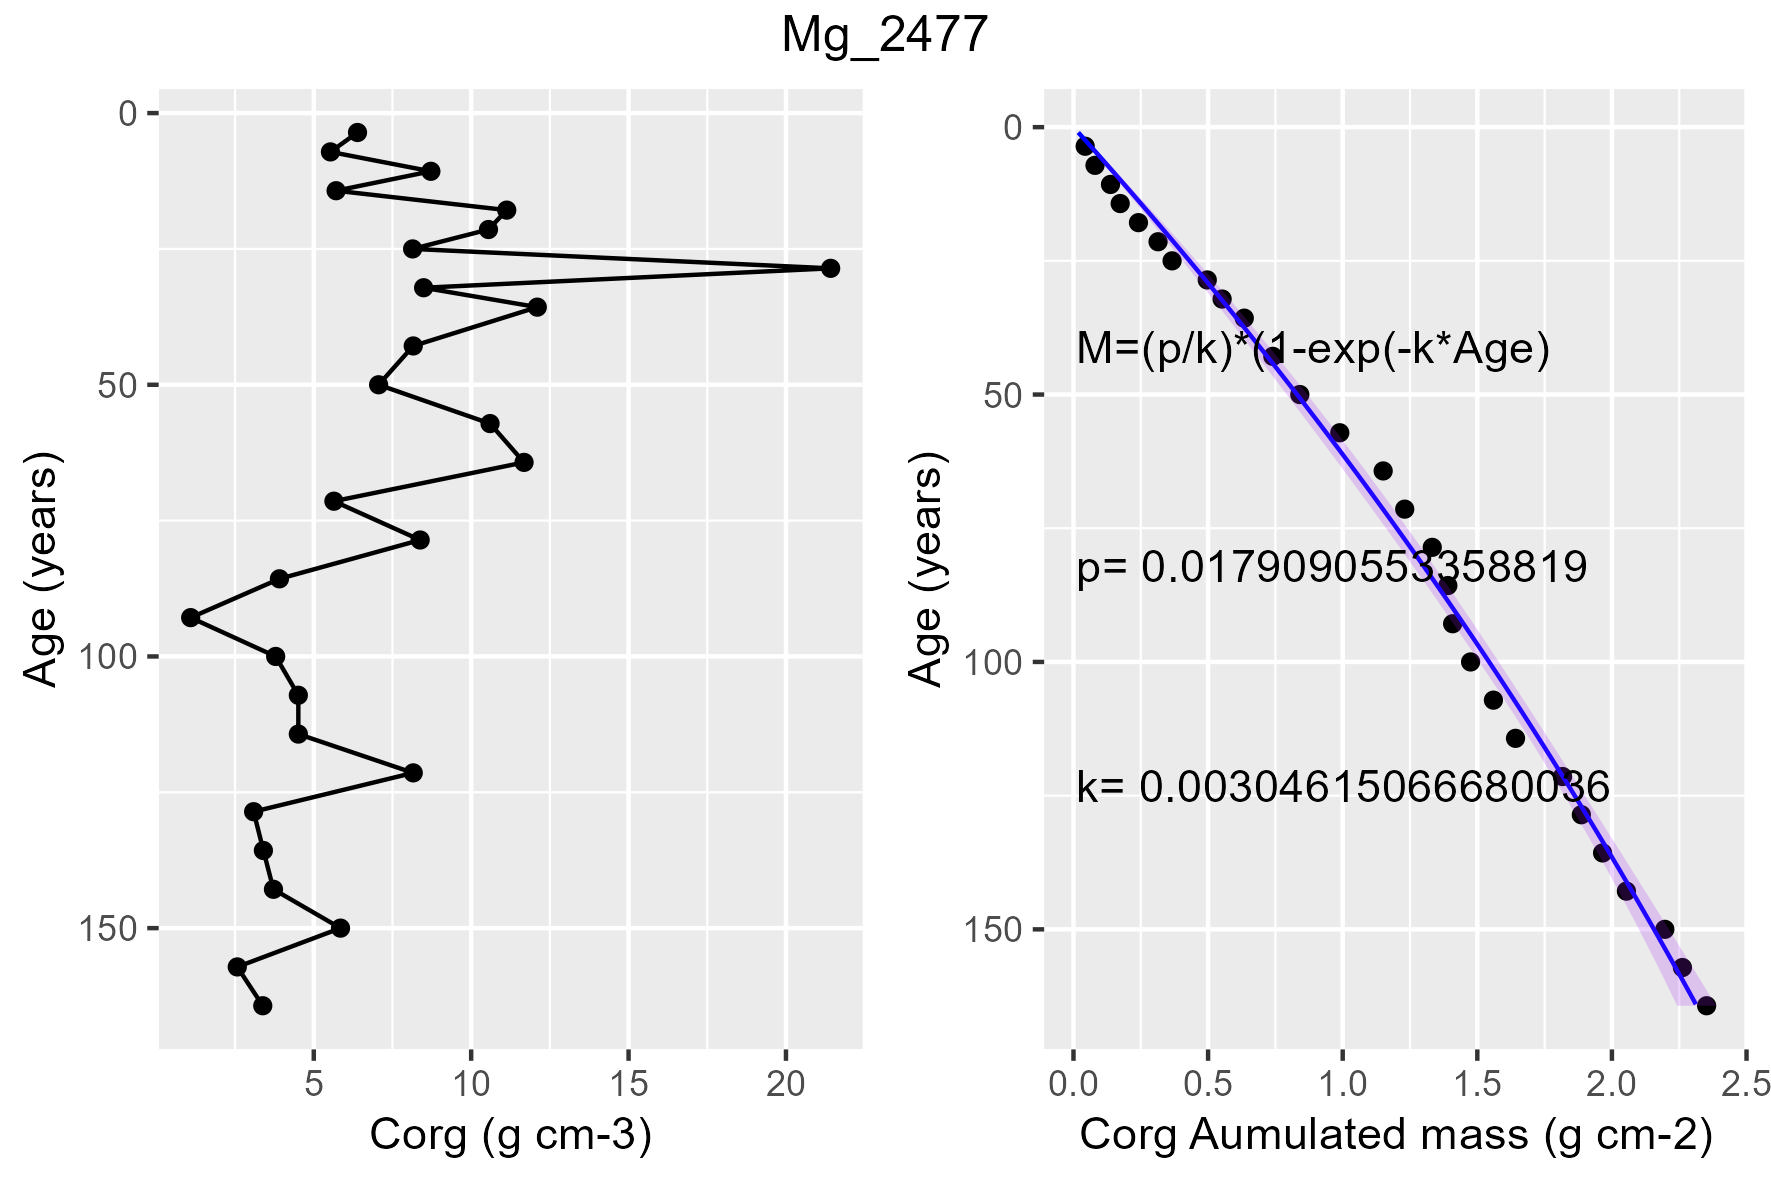 Mg_2477
0
50
100
150
5
10
15
20
Age (years)
Corg (g cm-3)
0
50
100
150
0.0
0.5
1.0
1.5
2.0
2.5
Age (years)
Corg Aumulated mass (g cm-2)
M=(p/k)*(1-exp(-k*Age)
p= 0.0179090553358819
k= 0.00304615066680036